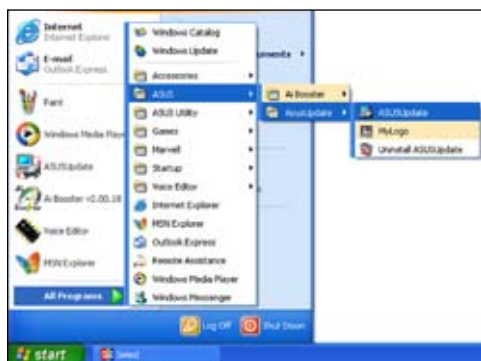 Internet
Internet Explorer
E-mail
Outlook Express
Paint
Windows Media Player
ASUSUpdate
Ai Booster v2.00.18
Voice Editor
MSN Explorer
All Programs
Windows Catalog
Windows Update
Accessories
ASUS
ASUS Utility
Games
Marvell
Startup
Voice Editor
Internet Explorer
MSN Explorer
Outlook Express
Remote Assistance
Windows Media Player
Windows Messenger
Ai Booster
AsusUpdate
ASUSUpdate
MyLogo
Uninstall ASUSUpdate
Log Off
Shut Down
start